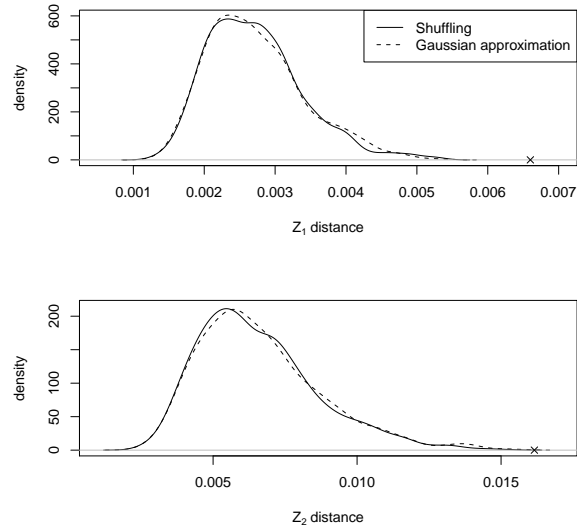 Shuffling
Gaussian approximation
density
600
400
200
0
0.001 0.002 0.003 0.004 0.005 0.006 0.007
Z1 distance
density
200
100
50
0
0.005 0.010 0.015
Z2 distance